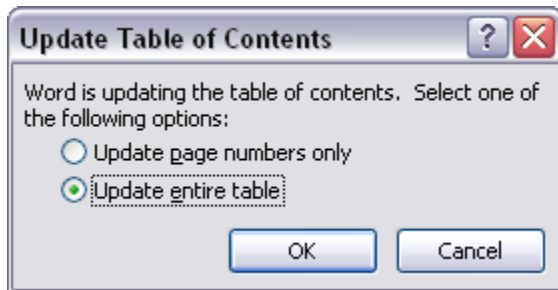 Update Table of Contents
Word is updating the table of contents. Select one of
the following options:
Update page numbers only
Update entire table
OK Cancel